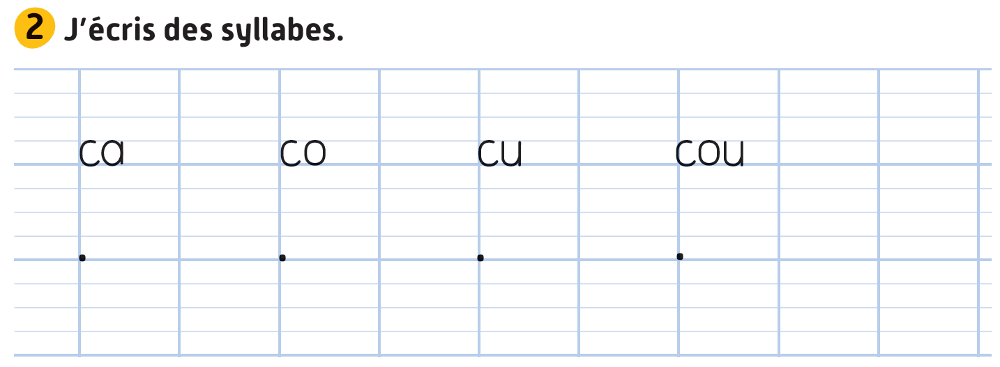 2 J'écris des syllabes.
ca co cu cou
. . . .